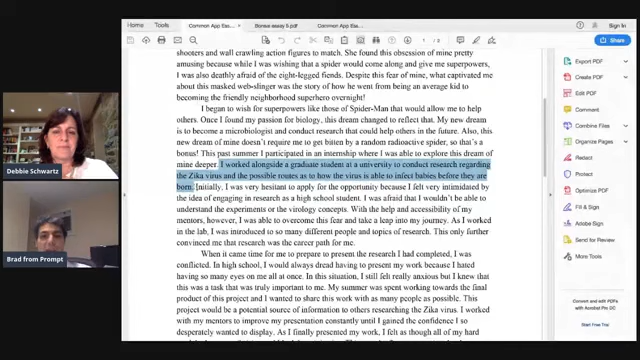 Home
Tools
Common App Ess...
Bonse essay 5.pdf
Common App Ess...
Sign In
1 / 2
Share
shooters and wall crawling action figures to match. She found this obsession of mine pretty
amusing because while I was wishing that a spider would come along and give me superpowers,
I was also deathly afraid of the eight-legged fiends. Despite this fear of mine, what captivated me
about this masked web-slinger was the story of how he went from being an average kid to
becoming the friendly neighborhood superhero overnight!
I began to wish for superpowers like those of Spider-Man that would allow me to help
others. Once I found my passion for biology, this dream changed to reflect that. My new dream
is to become a microbiologist and conduct research that could help others in the future. Also, this
new dream of mine doesn't require me to get bitten by a random radioactive spider, so that's a
bonus! This past summer I participated in an internship where I was able to explore this dream of
mine deeper. I worked alongside a graduate student at a university to conduct research regarding
the Zika virus and the possible routes as to how the virus is able to infect babies before they are
born. Initially, I was very hesitant to apply for the opportunity because I felt very intimidated by
the idea of engaging in research as a high school student. I was afraid that I wouldn't be able to
understand the experiments or the virology concepts. With the help and accessibility of my
mentors, however, I was able to overcome this fear and take a leap into my journey. As I worked
in the lab, I was introduced to so many different people and topics of research. This only further
convinced me that research was the career path for me.
When it came time for me to present the research I had completed, I was
conflicted. In high school, I would always dread having to present my work because I hated
having so many eyes on me all at once. In this situation, I still felt really anxious but I knew that
this was a task that was truly important to me. My summer was spent working towards the final
product of this project and I wanted to share this work with as many people as possible. This
project would be a potential source of information to others researching the Zika virus. I worked
with my mentors to improve my presentation constantly until I gained the confidence I so
desperately wanted to display. As I finally presented my work, I felt as though all of my hard
Export PDF
Create PDF
Edit PDF
Comment
Combine Files
Organize Pages
Redact
Protect
Optimize PDF
Fill & Sign
Adobe Sign
Send for Review
More Tools
Convert and edit PDFs
with Acrobat Pro DC
Start Free Trial
Debbie Schwartz
Brad from Prompt